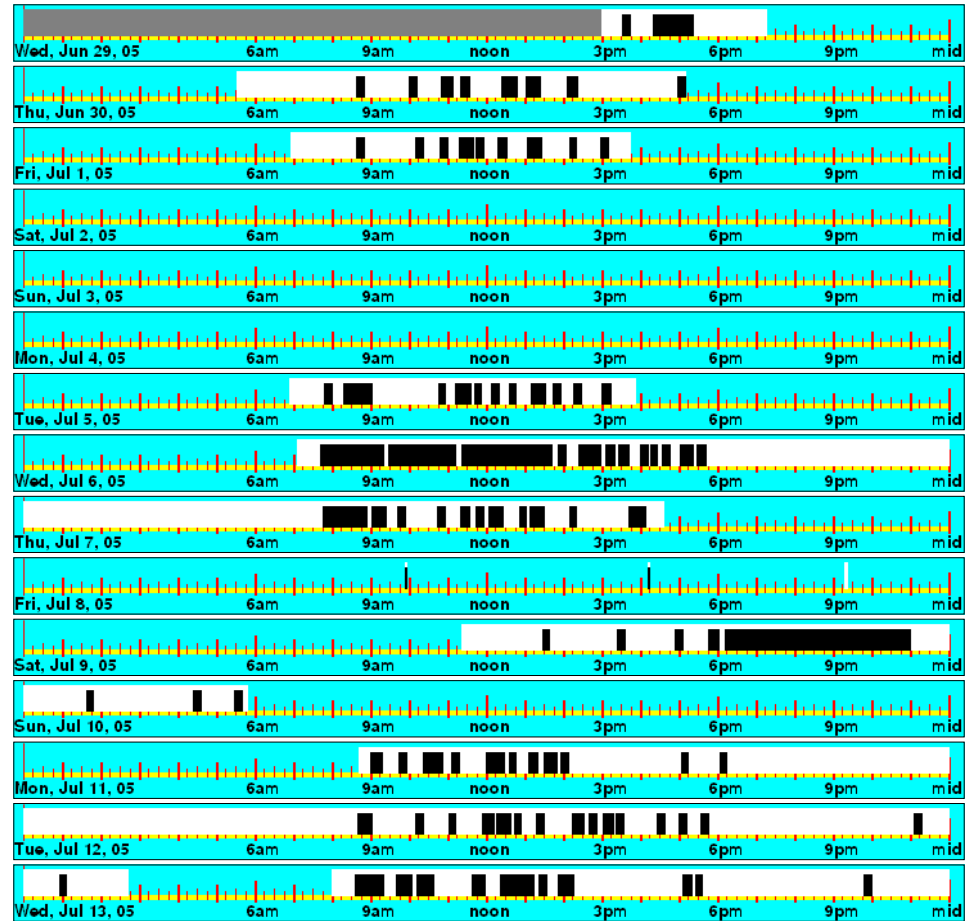 Wed, Jun 29, 05 6am 9am noon 3pm 6pm 9pm mid
Thu, Jun 30, 05 6am 9am noon 3pm 6pm 9pm mid
Fri, Jul 1, 05 6am 9am noon 3pm 6pm 9pm mid
Sat, Jul 2, 05 6am 9am noon 3pm 6pm 9pm mid
Sun, Jul 3, 05 6am 9am noon 3pm 6pm 9pm mid
Mon, Jul 4, 05 6am 9am noon 3pm 6pm 9pm mid
Tue, Jul 5, 05 6am 9am noon 3pm 6pm 9pm mid
Wed, Jul 6, 05 6am 9am noon 3pm 6pm 9pm mid
Thu, Jul 7, 05 6am 9am noon 3pm 6pm 9pm mid
Fri, Jul 8, 05 6am 9am noon 3pm 6pm 9pm mid
Sat, Jul 9, 05 6am 9am noon 3pm 6pm 9pm mid
Sun, Jul 10, 05 6am 9am noon 3pm 6pm 9pm mid
Mon, Jul 11, 05 6am 9am noon 3pm 6pm 9pm mid
Tue, Jul 12, 05 6am 9am noon 3pm 6pm 9pm mid
Wed, Jul 13, 05 6am 9am noon 3pm 6pm 9pm mid